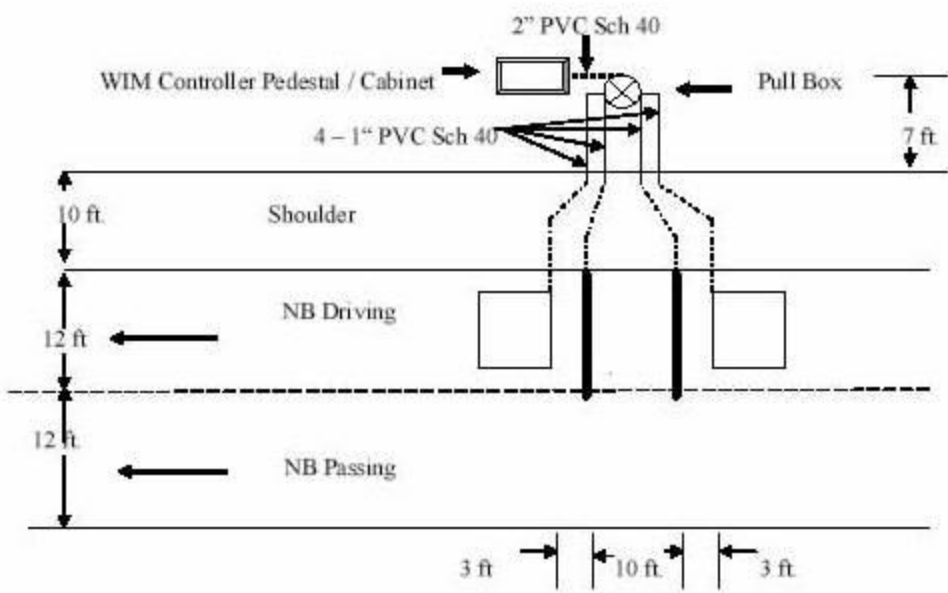 2” PVC Sch 40
WIM Controller Pedestal / Cabinet
Pull Box
4 – 1“ PVC Sch 40
7 ft.
10 ft.
Shoulder
NB Driving
12 ft
12 ft.
NB Passing
3 ft
10 ft.
3 ft.